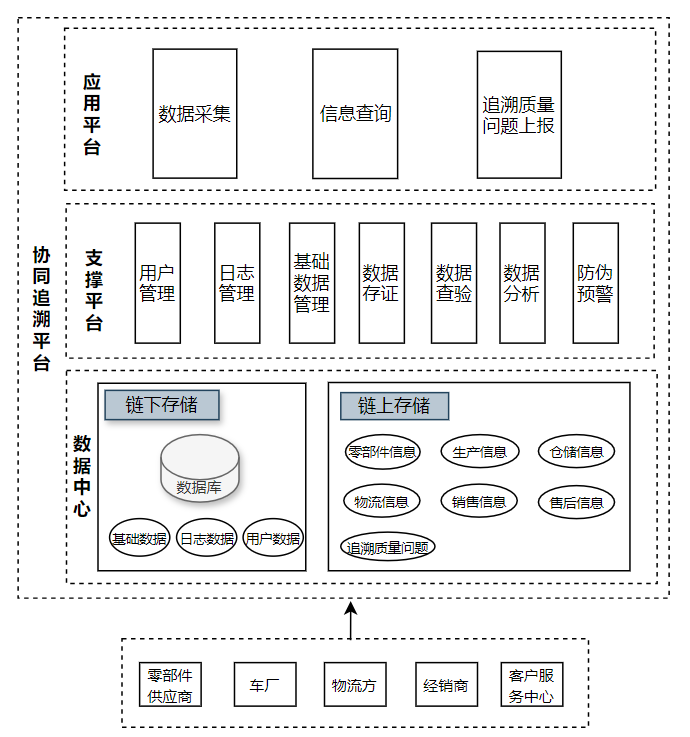 协同追溯平台
应用平台
数据采集
信息查询
追溯质量
问题上报
支撑平台
用户
管理
日志
管理
基础
数据
管理
数据
存证
数据
查验
数据
分析
防伪
预警
数据中心
链下存储
数据库
基础数据
日志数据
用户数据
链上存储
零部件信息
生产信息
仓储信息
物流信息
销售信息
售后信息
追溯质量问题
零部件
供应商
车厂
物流方
经销商
客户服
务中心